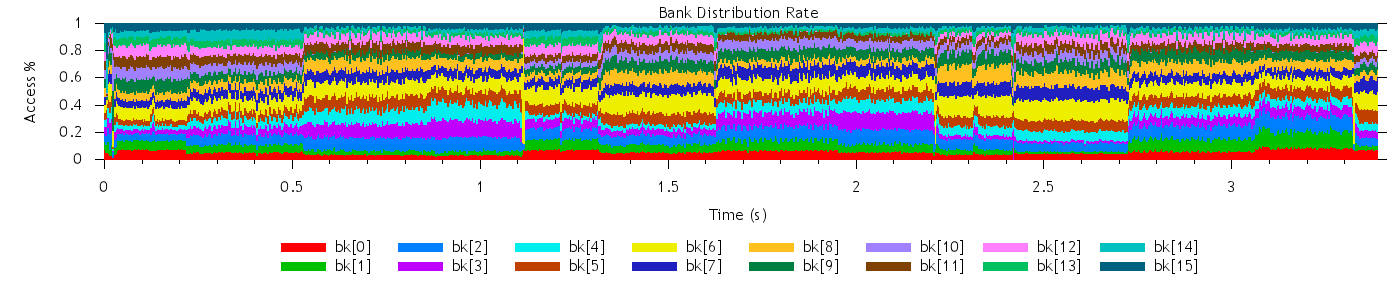 Bank Distribution Rate
1
0.8
0.6
0.4
0.2
0
Access %
0 0.5 1 1.5 2 2.5 3
Time (s)
bk[0] bk[2] bk[4] bk[6] bk[8] bk[10] bk[12] bk[14]
bk[1] bk[3] bk[5] bk[7] bk[9] bk[11] bk[13] bk[15]